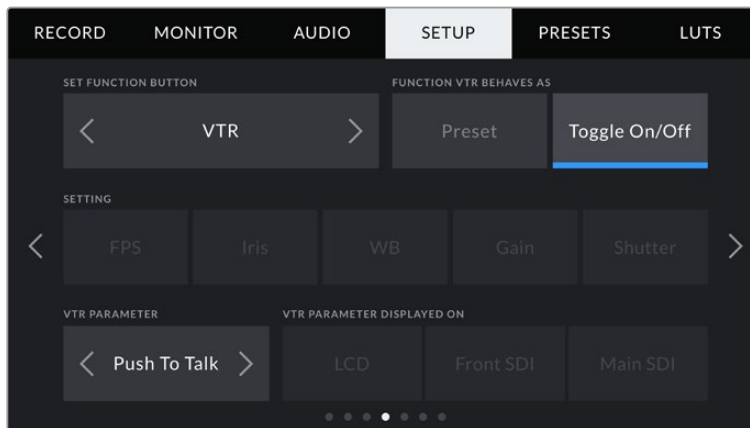 RECORD MONITOR AUDIO SETUP PRESETS LUTS
SET FUNCTION BUTTON FUNCTION VTR BEHAVES AS
VTR Preset Toggle On/Off
SETTING
FPS Iris WB Gain Shutter
VTR PARAMETER VTR PARAMETER DISPLAYED ON
Push To Talk LCD Front SDI Main SDI